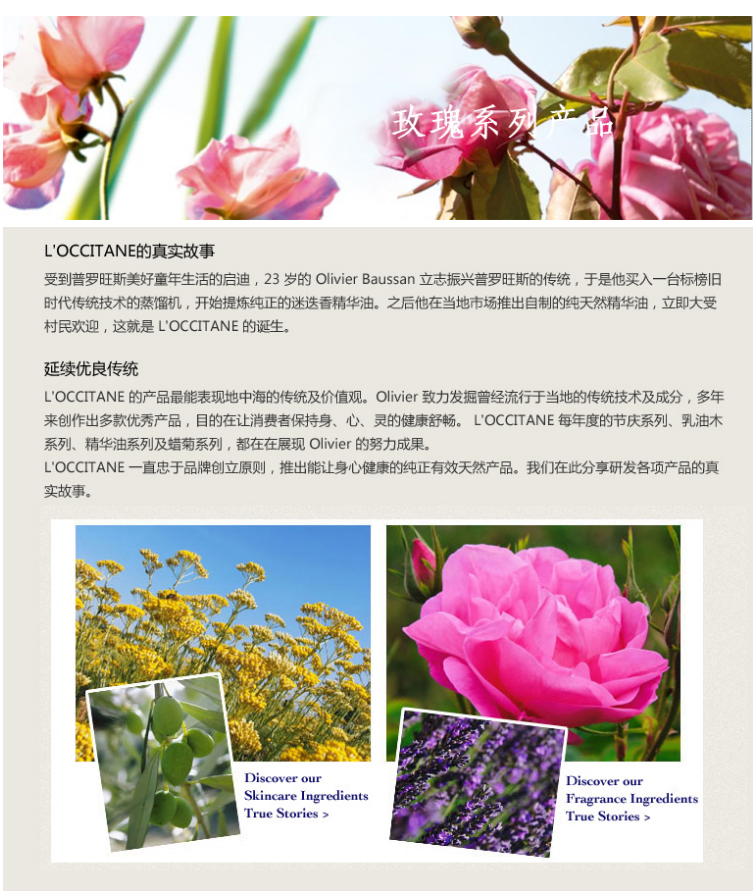 玫瑰系列产品
L'OCCITANE的真实故事
受到普罗旺斯美好童年生活的启迪，23 岁的 Olivier Baussan 立志振兴普罗旺斯的传统，于是他买入一台标榜旧
时代传统技术的蒸馏机，开始提炼纯正的迷迭香精华油。之后他在当地市场推出自制的纯天然精华油，立即大受
村民欢迎，这就是 L'OCCITANE 的诞生。
延续优良传统
L'OCCITANE 的产品最能表现地中海的传统及价值观。Olivier 致力发掘曾经流行于当地的传统技术及成分，多年
来创作出多款优秀产品，目的在让消费者保持身、心、灵的健康舒畅。 L'OCCITANE 每年度的节庆系列、乳油木
系列、精华油系列及蜡菊系列，都在在展现 Olivier 的努力成果。
L'OCCITANE 一直忠于品牌创立原则，推出能让身心健康的纯正有效天然产品。我们在此分享研发各项产品的真
实故事。
Discover our
Skincare Ingredients
True Stories >
Discover our
Fragrance Ingredients
True Stories >